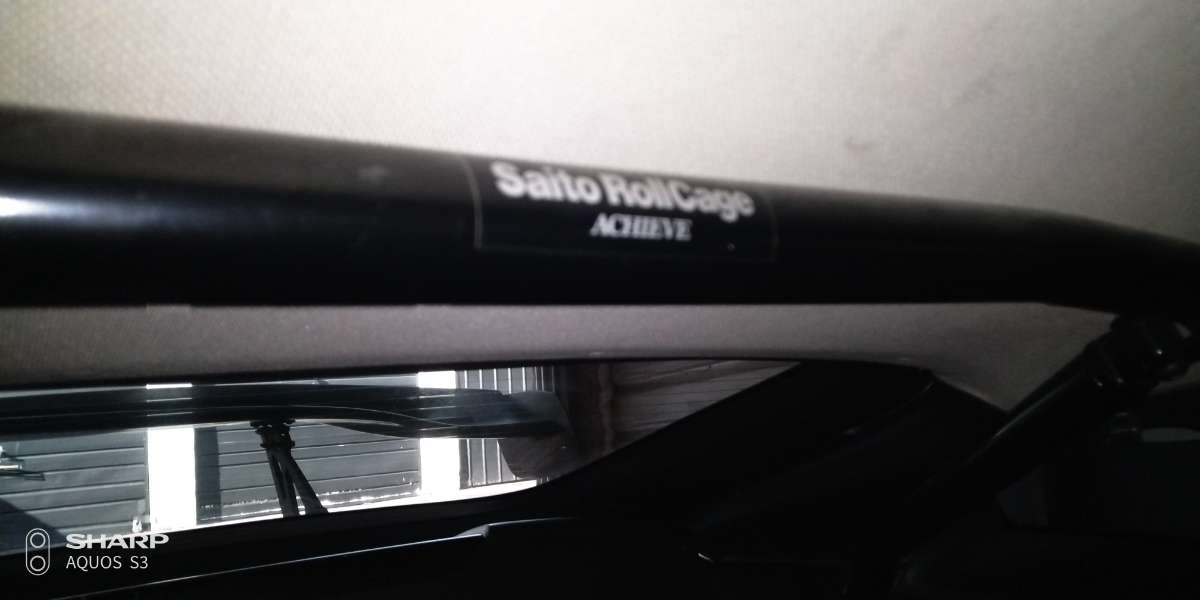 Saito RollCage
ACHIEVE
SHARP
AQUOS S3